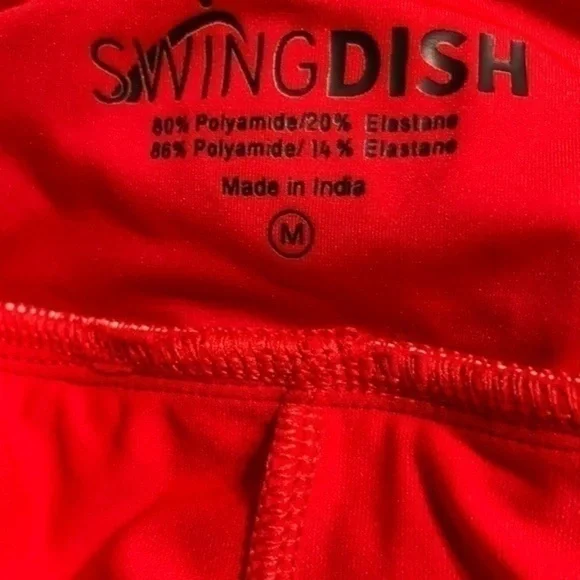 SWINGDISH
80% Polyamide/20% Elastane
86% Polyamide/ 14% Elastane
Made in India
M